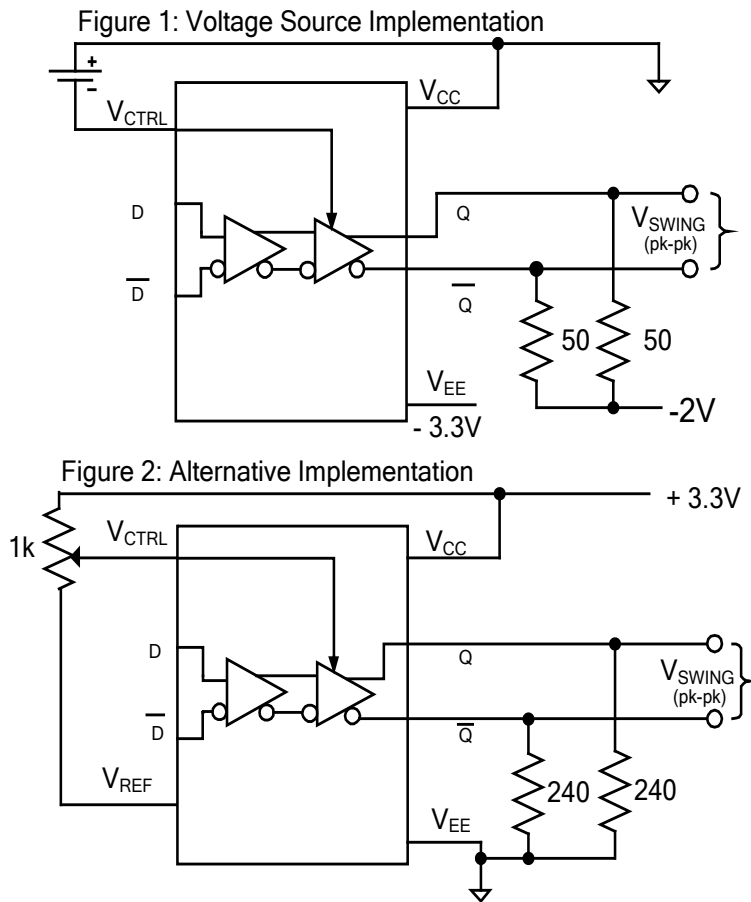 Figure 1: Voltage Source Implementation
+
-
VCTRL
VCC
D
D
Q
Q
VSWING
(pk-pk)
50
50
VEE
- 3.3V
-2V
Figure 2: Alternative Implementation
+ 3.3V
1k
VCTRL
VCC
D
D
Q
Q
VSWING
(pk-pk)
VREF
240
240
VEE